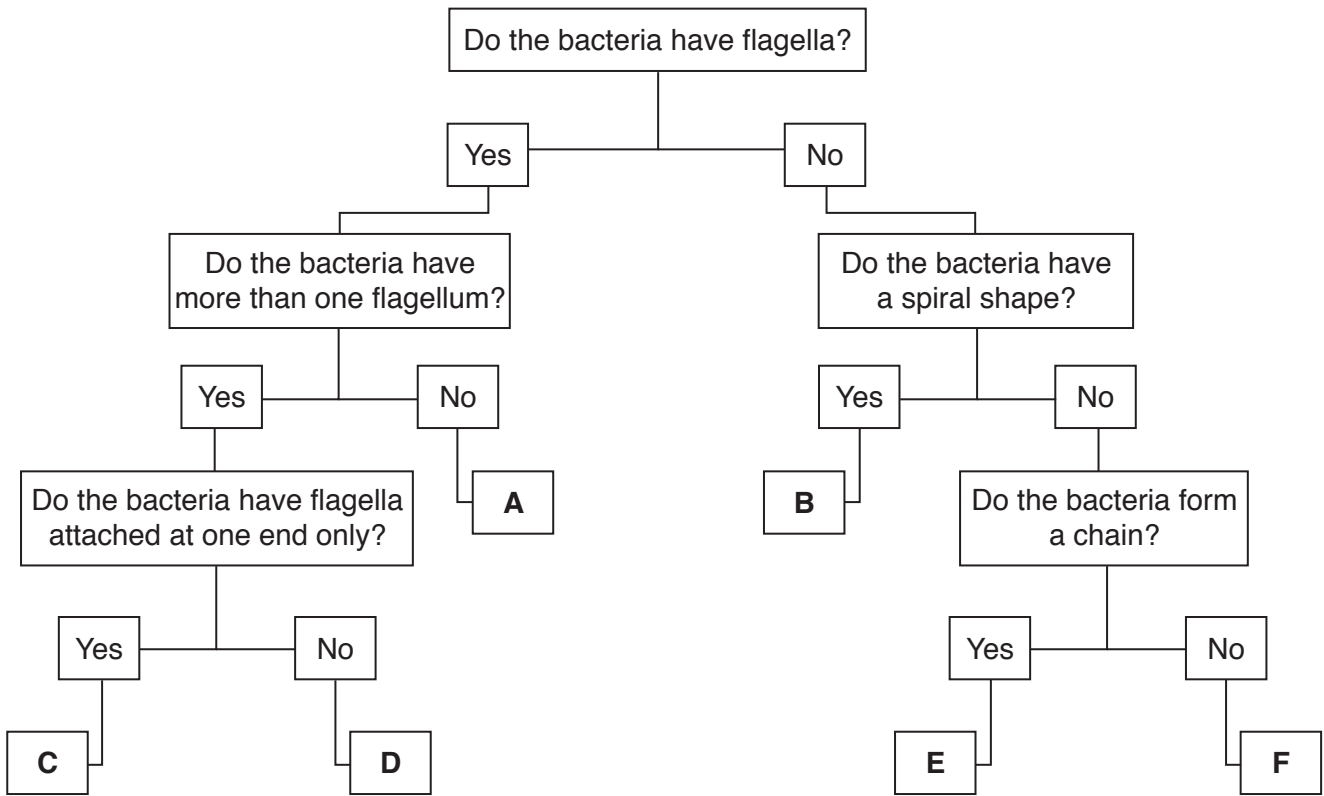 Do the bacteria have flagella?
Yes
No
Do the bacteria have
more than one flagellum?
Do the bacteria have
a spiral shape?
Yes
No
Yes
No
Do the bacteria have flagella
attached at one end only?
A
B
Do the bacteria form
a chain?
Yes
No
Yes
No
C
D
E
F